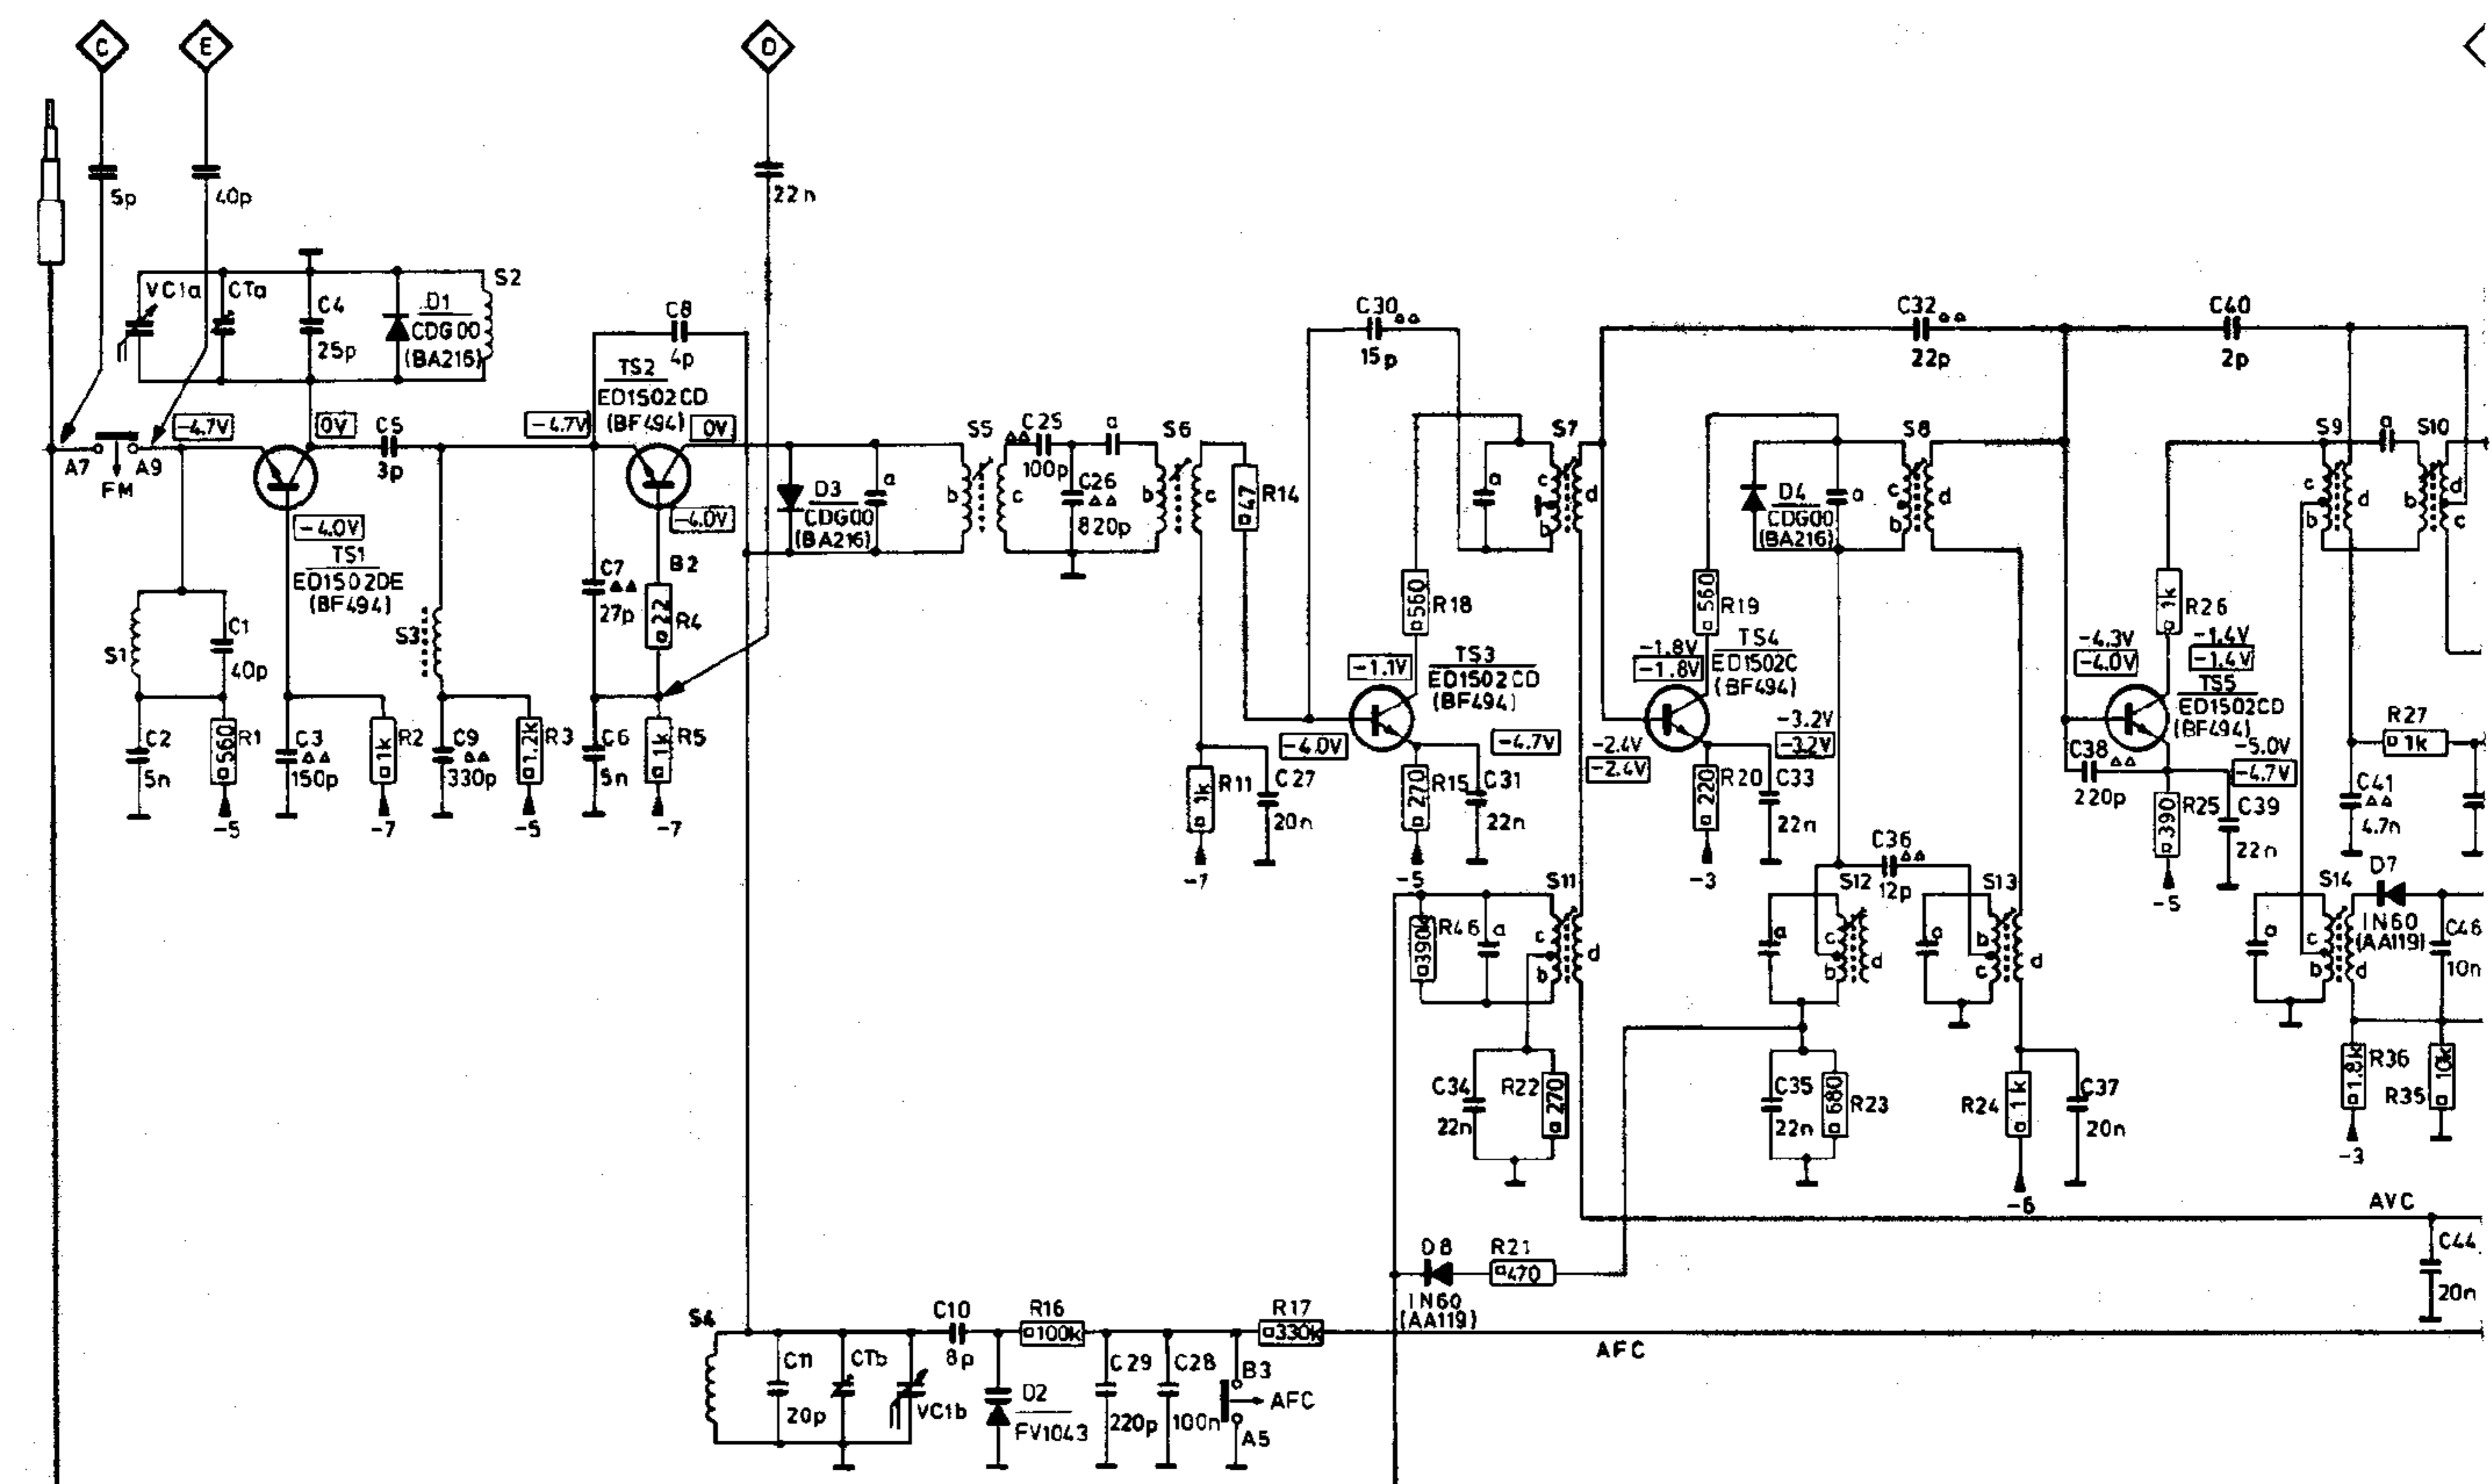 C
E
D
5p
40p
22n
VC1a
CTa
C4
25p
D1
CDG00
(BA216)
S2
C8
4p
TS2
ED1502CD
(BF494)
-4.7V
0V
C5
3p
-4.7V
0V
A7
A9
FM
-4.0V
TS1
ED1502DE
(BF494)
-4.0V
B2
D3
CDG00
(BA216)
a
S5
b
c
C25
100p
C26
820p
a
S6
b
c
R14
47
C30
15p
S7
a
c
b
d
C32
22p
C40
2p
D4
CDG00
(BA216)
a
S8
c
b
d
S9
c
b
d
a
S10
b
d
c
S1
C1
40p
S3
C7
27p
22
R4
C2
5n
560
R1
C3
150p
1k
R2
C9
330p
1.2k
R3
C6
5n
1k
R5
-5
-7
-5
-7
560
R18
560
R19
1k
R26
-1.1V
TS3
ED1502CD
(BF494)
-1.8V
-1.8V
TS4
ED1502C
(BF494)
-4.3V
-4.0V
-1.4V
-1.4V
TS5
ED1502CD
(BF494)
R27
1k
-4.0V
-4.7V
-2.4V
-2.4V
-3.2V
-3.2V
C38
220p
-5.0V
-4.7V
1k
R11
C27
20n
270
R15
C31
22n
220
R20
C33
22n
390
R25
C39
22n
C41
4.7n
-7
-5
-3
-5
C36
12p
D7
1N60
(AA119)
390k
R46
a
S11
c
b
d
S12
a
c
b
d
S13
a
b
c
d
S14
a
c
b
d
C46
10n
C34
22n
R22
270
C35
22n
680
R23
R24
1k
C37
20n
1.8k
R36
R35
10k
-6
-3
AVC
D8
1N60
(AA119)
R21
470
C44
20n
S4
C11
20p
CTb
VC1b
C10
8p
R16
100k
D2
FV1043
C29
220p
C28
100n
B3
AFC
A5
R17
330k
AFC